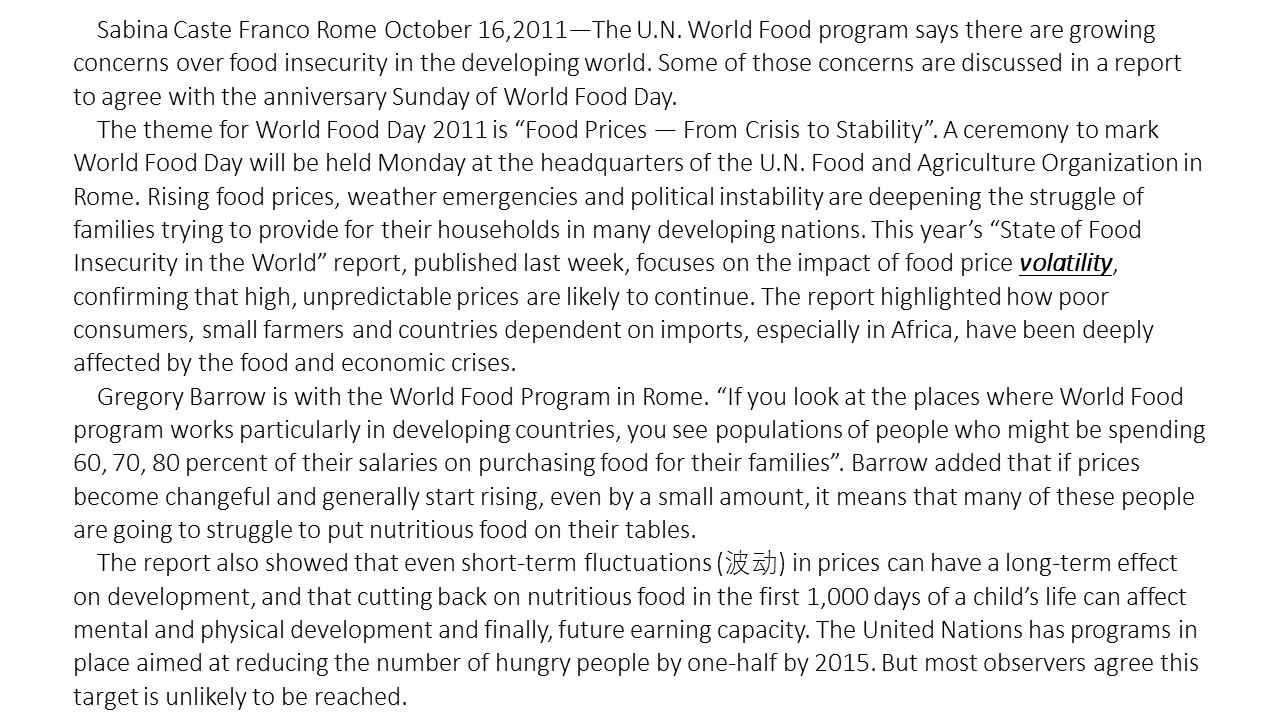 Sabina Caste Franco Rome October 16,2011—The U.N. World Food program says there are growing
concerns over food insecurity in the developing world. Some of those concerns are discussed in a report
to agree with the anniversary Sunday of World Food Day.
The theme for World Food Day 2011 is “Food Prices — From Crisis to Stability”. A ceremony to mark
World Food Day will be held Monday at the headquarters of the U.N. Food and Agriculture Organization in
Rome. Rising food prices, weather emergencies and political instability are deepening the struggle of
families trying to provide for their households in many developing nations. This year’s “State of Food
Insecurity in the World” report, published last week, focuses on the impact of food price volatility,
confirming that high, unpredictable prices are likely to continue. The report highlighted how poor
consumers, small farmers and countries dependent on imports, especially in Africa, have been deeply
affected by the food and economic crises.
Gregory Barrow is with the World Food Program in Rome. “If you look at the places where World Food
program works particularly in developing countries, you see populations of people who might be spending
60, 70, 80 percent of their salaries on purchasing food for their families”. Barrow added that if prices
become changeful and generally start rising, even by a small amount, it means that many of these people
are going to struggle to put nutritious food on their tables.
The report also showed that even short-term fluctuations (波动) in prices can have a long-term effect
on development, and that cutting back on nutritious food in the first 1,000 days of a child’s life can affect
mental and physical development and finally, future earning capacity. The United Nations has programs in
place aimed at reducing the number of hungry people by one-half by 2015. But most observers agree this
target is unlikely to be reached.